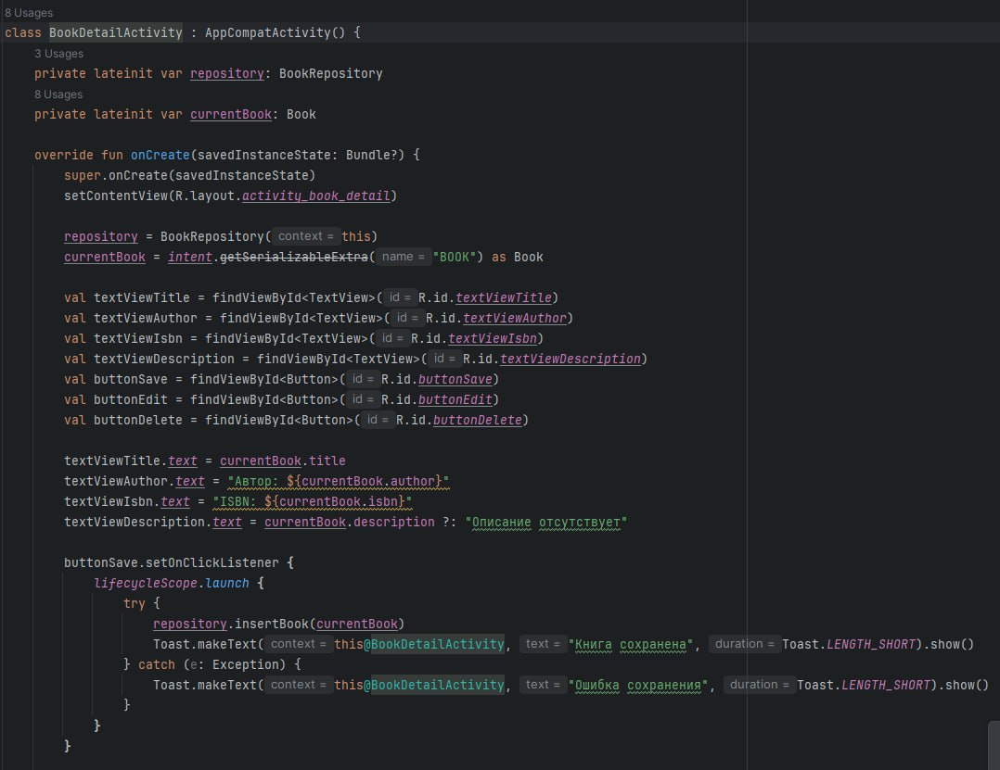 8 Usages
class BookDetailActivity : AppCompatActivity() {
3 Usages
private lateinit var repository: BookRepository
8 Usages
private lateinit var currentBook: Book
override fun onCreate(savedInstanceState: Bundle?) {
super.onCreate(savedInstanceState)
setContentView(R.layout.activity_book_detail)
repository = BookRepository( context = this)
currentBook = intent.getSerializableExtra( name = "BOOK") as Book
val textViewTitle = findViewById<TextView>( id = R.id.textViewTitle)
val textViewAuthor = findViewById<TextView>( id = R.id.textViewAuthor)
val textViewIsbn = findViewById<TextView>( id = R.id.textViewIsbn)
val textViewDescription = findViewById<TextView>( id = R.id.textViewDescription)
val buttonSave = findViewById<Button>( id = R.id.buttonSave)
val buttonEdit = findViewById<Button>( id = R.id.buttonEdit)
val buttonDelete = findViewById<Button>( id = R.id.buttonDelete)
textViewTitle.text = currentBook.title
textViewAuthor.text = "Автор: ${currentBook.author}"
textViewIsbn.text = "ISBN: ${currentBook.isbn}"
textViewDescription.text = currentBook.description ?: "Описание отсутствует"
buttonSave.setOnClickListener {
lifecycleScope.launch {
try {
repository.insertBook(currentBook)
Toast.makeText( context = this@BookDetailActivity, text = "Книга сохранена", duration = Toast.LENGTH_SHORT).show()
} catch (e: Exception) {
Toast.makeText( context = this@BookDetailActivity, text = "Ошибка сохранения", duration = Toast.LENGTH_SHORT).show()
}
}
}